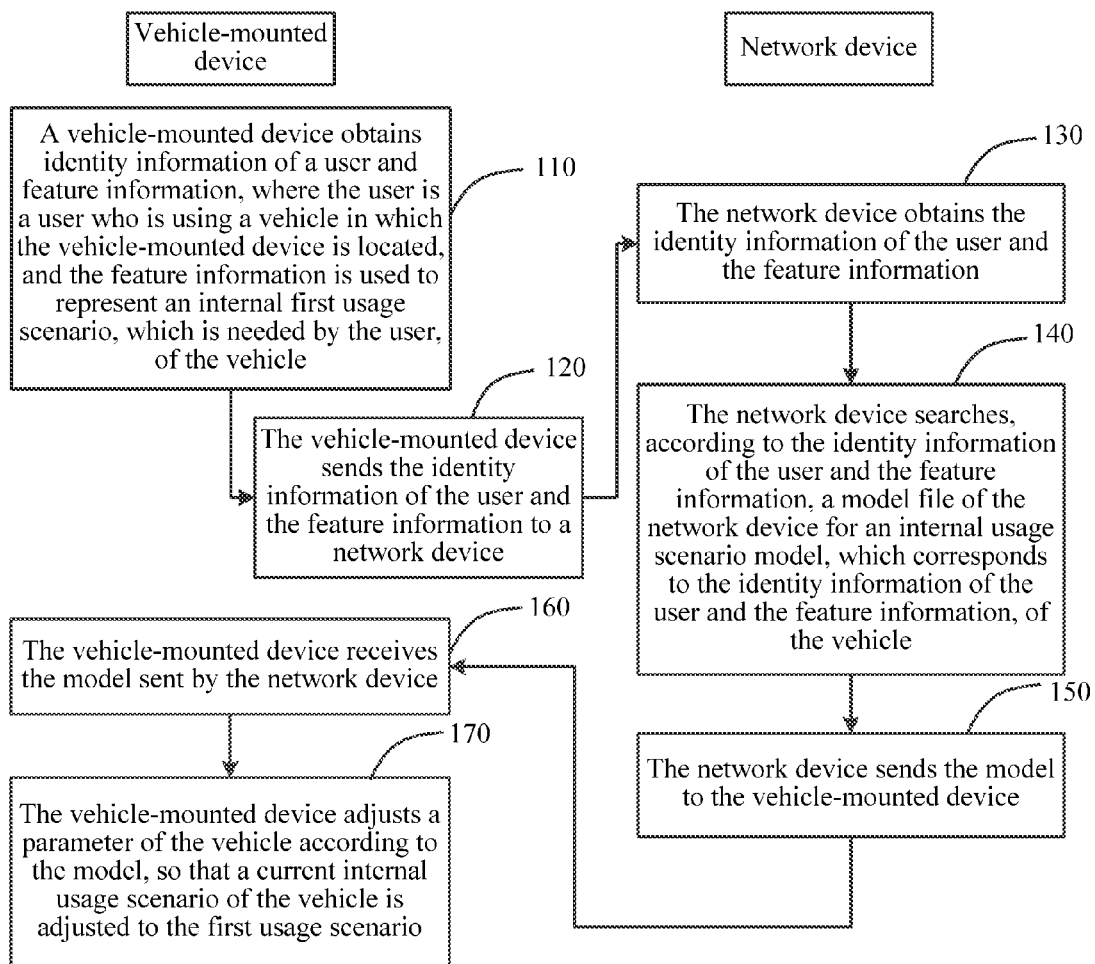 Vehicle-mounted
device
Network device
A vehicle-mounted device obtains
identity information of a user and
feature information, where the user is
a user who is using a vehicle in which
the vehicle-mounted device is located,
and the feature information is used to
represent an internal first usage
scenario, which is needed by the user,
of the vehicle
110
120
The vehicle-mounted device
sends the identity
information of the user and
the feature information to a
network device
130
The network device obtains the
identity information of the user and
the feature information
140
The network device searches,
according to the identity information
of the user and the feature
information, a model file of the
network device for an internal usage
scenario model, which corresponds
to the identity information of the
user and the feature information, of
the vehicle
150
The network device sends the model
to the vehicle-mounted device
160
The vehicle-mounted device receives
the model sent by the network device
170
The vehicle-mounted device adjusts a
parameter of the vehicle according to
the model, so that a current internal
usage scenario of the vehicle is
adjusted to the first usage scenario